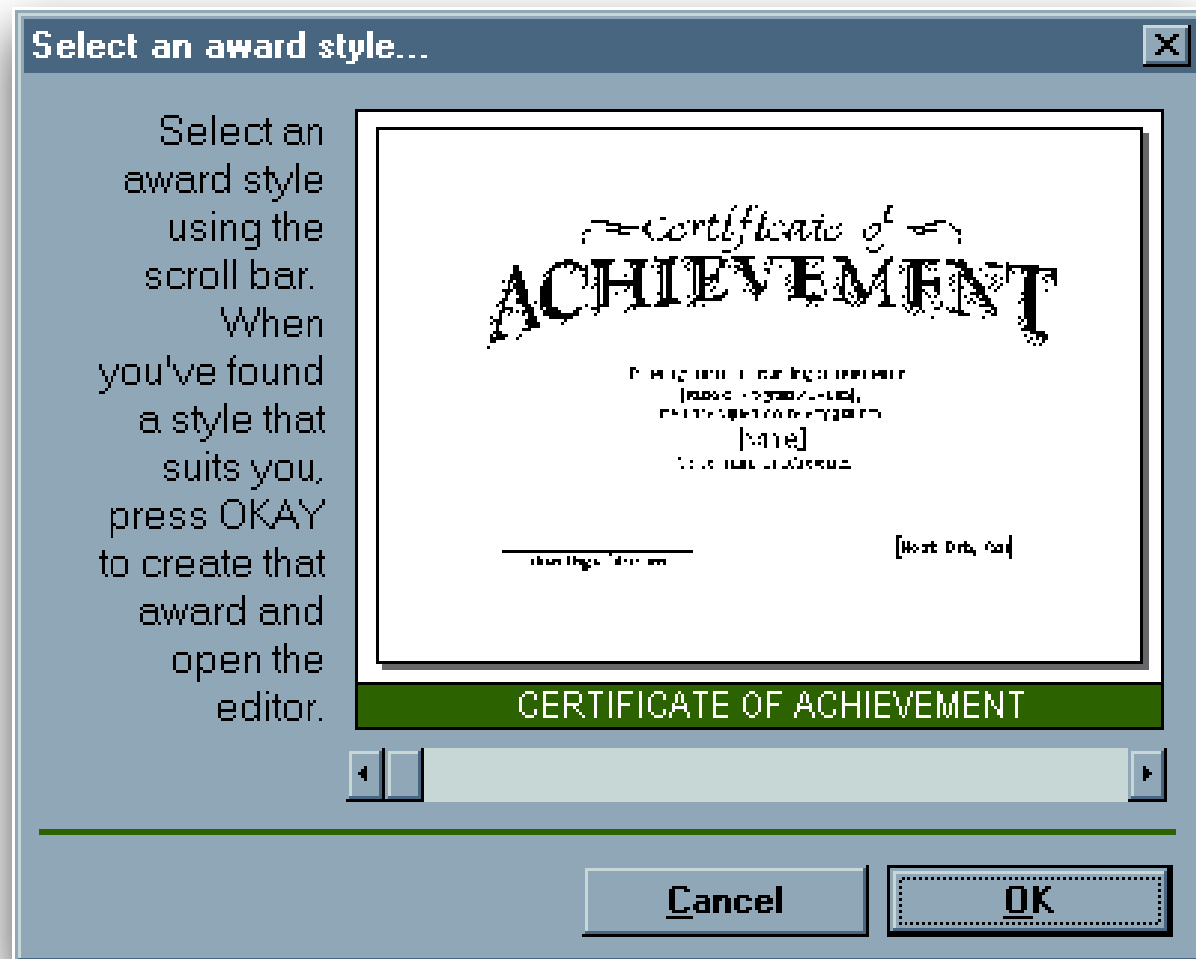 Select an award style...
Select an
award style
using the
scroll bar.
When
you've found
a style that
suits you,
press OKAY
to create that
award and
open the
editor.
Certificate of
ACHIEVEMENT
CERTIFICATE OF ACHIEVEMENT
Cancel
OK